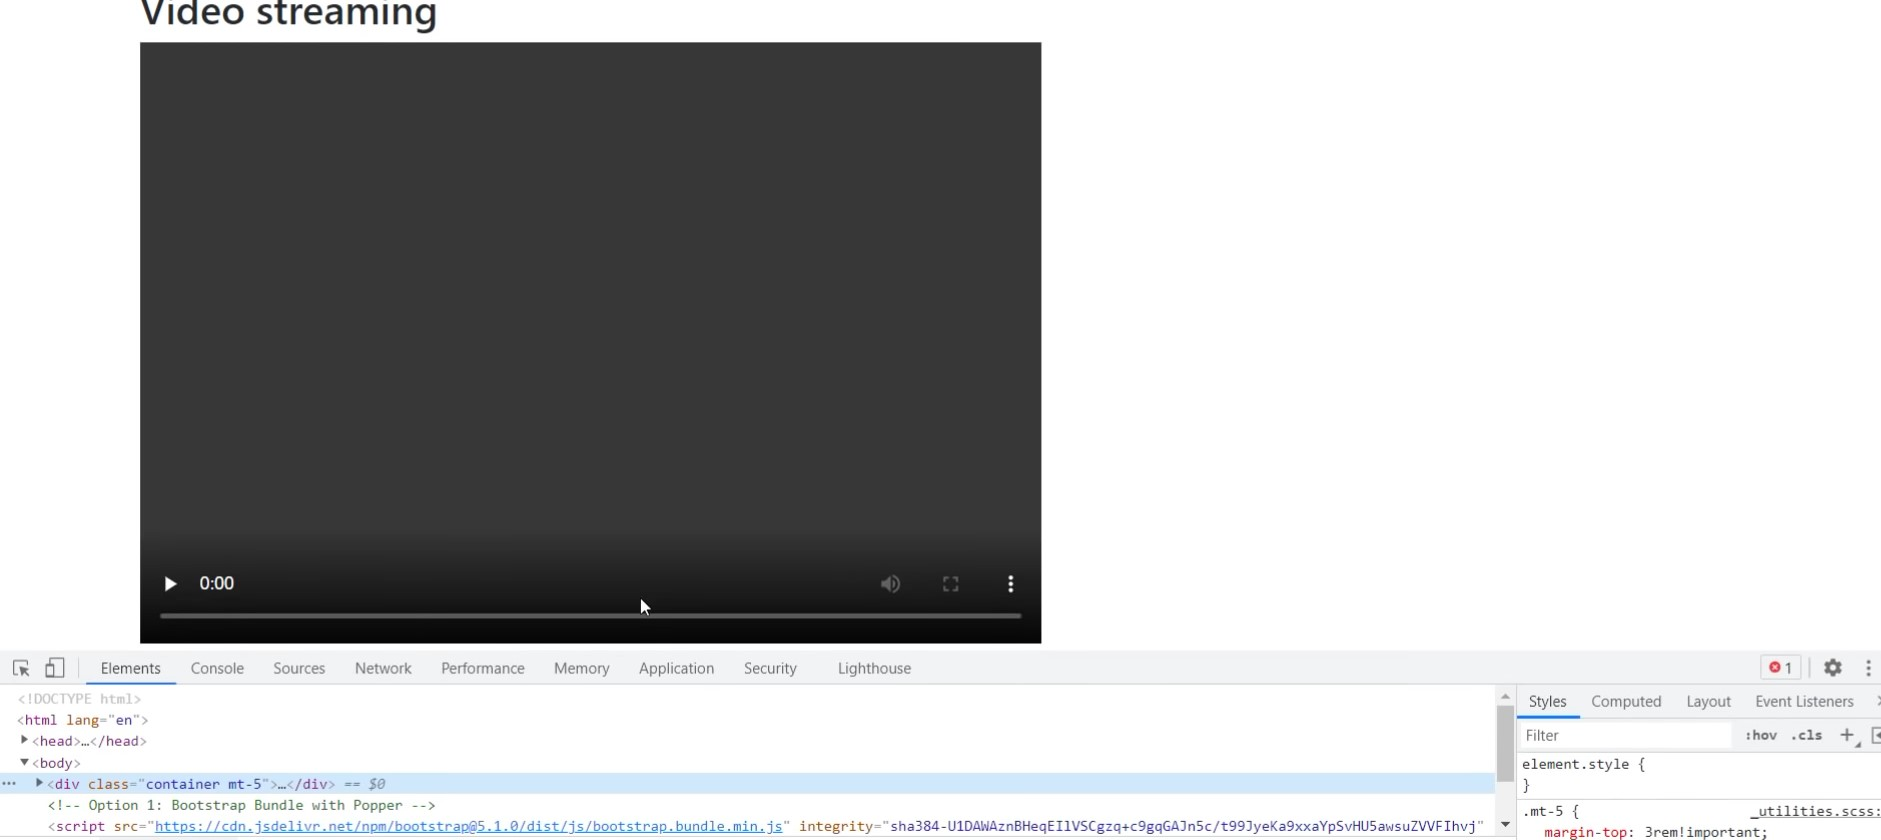 Video streaming
0:00
Elements Console Sources Network Performance Memory Application Security Lighthouse 1
<!DOCTYPE html>
<html lang="en">
<head>…</head>
<body>
<div class="container mt-5">…</div> == $0
<!-- Option 1: Bootstrap Bundle with Popper -->
<script src="https://cdn.jsdelivr.net/npm/bootstrap@5.1.0/dist/js/bootstrap.bundle.min.js" integrity="sha384-U1DAWAznBHeqEIlVSCgzq+c9gqGAJn5c/t99JyeKa9xxaYpSvHU5awsuZVVFIhvj"
Styles Computed Layout Event Listeners
Filter :hov .cls +
element.style {
}
.mt-5 { _utilities.scss:
margin-top: 3rem!important;